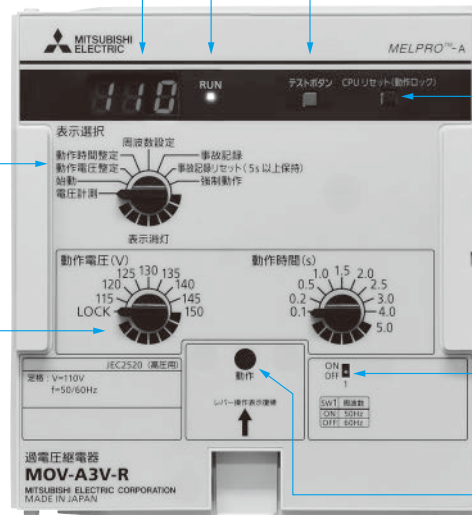 MITSUBISHI
ELECTRIC
MELPRO™-A
110
RUN
テストボタン
CPUリセット(動作ロック)
表示選択
周波数設定
動作時間整定
事故記録
動作電圧整定
事故記録リセット(5s以上保持)
始動
強制動作
電圧計測
表示消灯
動作電圧(V)
125 130 135
120 140
115 145
LOCK 150
動作時間(s)
1.0 1.5 2.0
0.5 2.5
0.2 3.0
0.1 4.0
5.0
JEC2520 (高圧用)
定格:V=110V
f=50/60Hz
動作
レバー操作表示復帰
ON
OFF
1
SW1 周波数
ON 50Hz
OFF 60Hz
過電圧継電器
MOV-A3V-R
MITSUBISHI ELECTRIC CORPORATION
MADE IN JAPAN